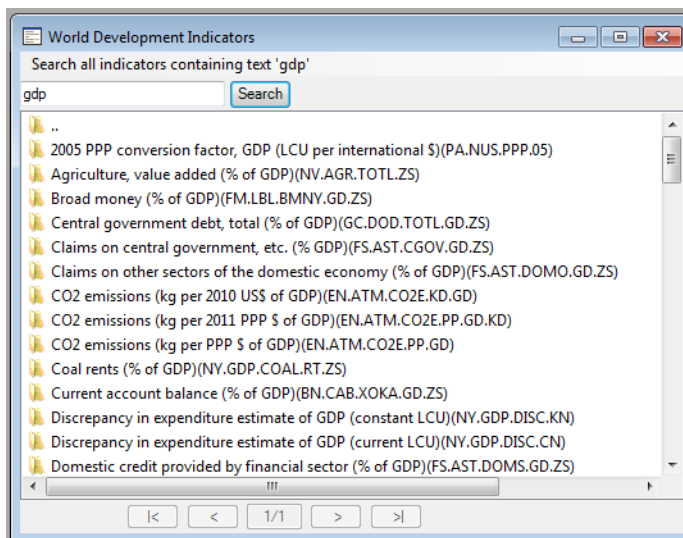 World Development Indicators
Search all indicators containing text 'gdp'
gdp
Search
..
2005 PPP conversion factor, GDP (LCU per international $)(PA.NUS.PPP.05)
Agriculture, value added (% of GDP)(NV.AGR.TOTL.ZS)
Broad money (% of GDP)(FM.LBL.BMNY.GD.ZS)
Central government debt, total (% of GDP)(GC.DOD.TOTL.GD.ZS)
Claims on central government, etc. (% GDP)(FS.AST.CGOV.GD.ZS)
Claims on other sectors of the domestic economy (% of GDP)(FS.AST.DOMO.GD.ZS)
CO2 emissions (kg per 2010 US$ of GDP)(EN.ATM.CO2E.KD.GD)
CO2 emissions (kg per 2011 PPP $ of GDP)(EN.ATM.CO2E.PP.GD.KD)
CO2 emissions (kg per PPP $ of GDP)(EN.ATM.CO2E.PP.GD)
Coal rents (% of GDP)(NY.GDP.COAL.RT.ZS)
Current account balance (% of GDP)(BN.CAB.XOKA.GD.ZS)
Discrepancy in expenditure estimate of GDP (constant LCU)(NY.GDP.DISC.KN)
Discrepancy in expenditure estimate of GDP (current LCU)(NY.GDP.DISC.CN)
Domestic credit provided by financial sector (% of GDP)(FS.AST.DOMS.GD.ZS)
|< < 1/1 > >|